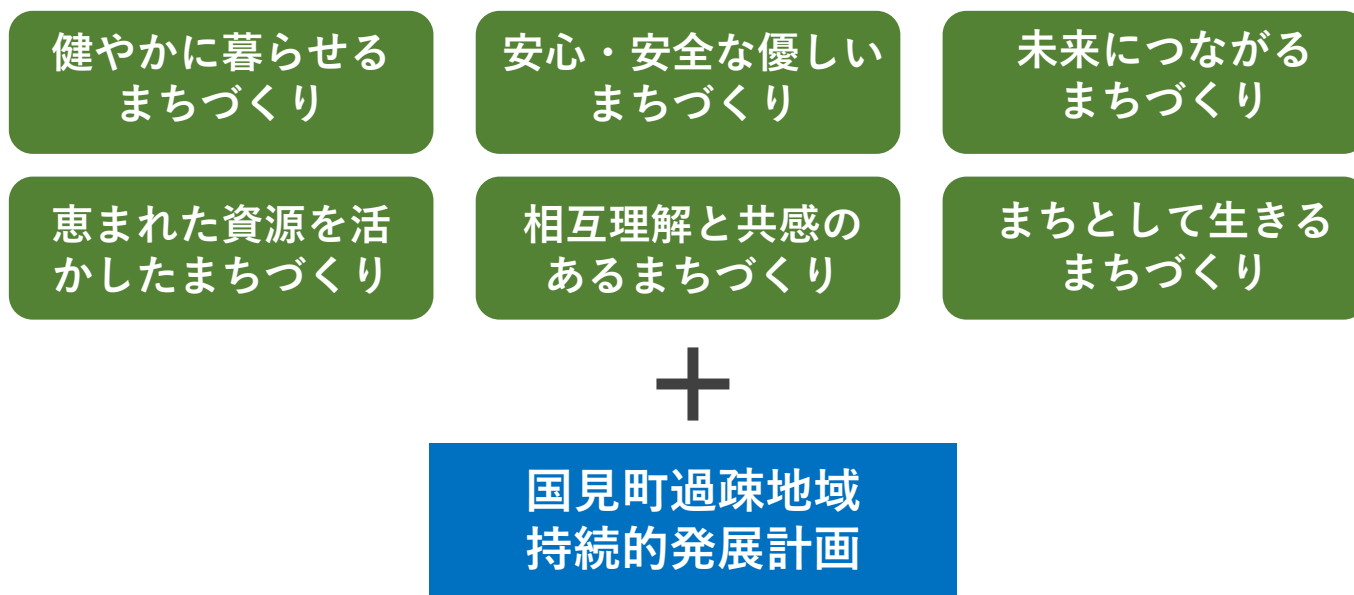 健やかに暮らせる
まちづくり
安心・安全な優しい
まちづくり
未来につながる
まちづくり
恵まれた資源を活
かしたまちづくり
相互理解と共感の
あるまちづくり
まちとして生きる
まちづくり
＋
国見町過疎地域
持続的発展計画